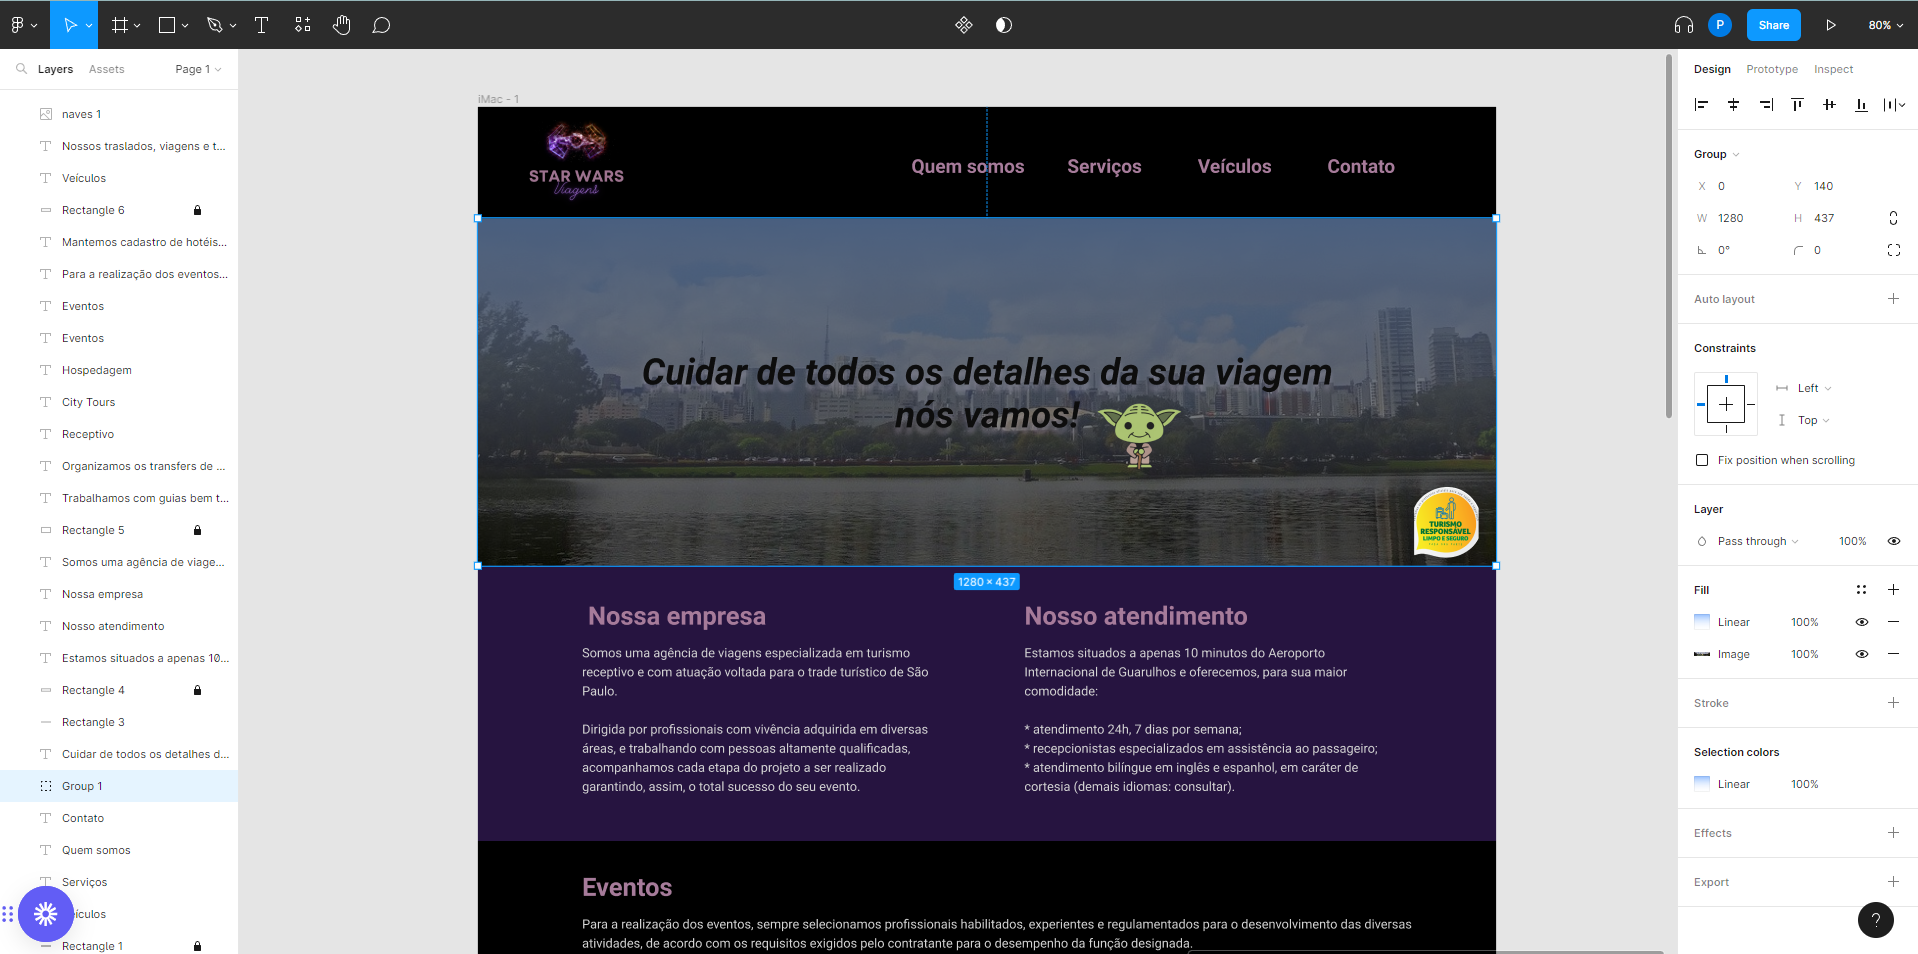 P
Share
80%
Layers
Assets
Page 1
naves 1
Nossos traslados, viagens e t...
Veículos
Rectangle 6
Mantemos cadastro de hotéis...
Para a realização dos eventos...
Eventos
Eventos
Hospedagem
City Tours
Receptivo
Organizamos os transfers de ...
Trabalhamos com guias bem t...
Rectangle 5
Somos uma agência de viage...
Nossa empresa
Nosso atendimento
Estamos situados a apenas 10...
Rectangle 4
Rectangle 3
Cuidar de todos os detalhes d...
Group 1
Contato
Quem somos
Serviços
eículos
Rectangle 1
iMac - 1
STAR WARS
Viagens
Quem somos
Serviços
Veículos
Contato
Cuidar de todos os detalhes da sua viagem
nós vamos!
TURISMO
RESPONSÁVEL
LIMPO E SEGURO
1280 × 437
Nossa empresa
Somos uma agência de viagens especializada em turismo
receptivo e com atuação voltada para o trade turístico de São
Paulo.
Dirigida por profissionais com vivência adquirida em diversas
áreas, e trabalhando com pessoas altamente qualificadas,
acompanhamos cada etapa do projeto a ser realizado
garantindo, assim, o total sucesso do seu evento.
Nosso atendimento
Estamos situados a apenas 10 minutos do Aeroporto
Internacional de Guarulhos e oferecemos, para sua maior
comodidade:
* atendimento 24h, 7 dias por semana;
* recepcionistas especializados em assistência ao passageiro;
* atendimento bilíngue em inglês e espanhol, em caráter de
cortesia (demais idiomas: consultar).
Eventos
Para a realização dos eventos, sempre selecionamos profissionais habilitados, experientes e regulamentados para o desenvolvimento das diversas
atividades, de acordo com os requisitos exigidos pelo contratante para o desempenho da função designada.
Design
Prototype
Inspect
Group
X 0
Y 140
W 1280
H 437
0°
0
Auto layout
Constraints
Left
Top
Fix position when scrolling
Layer
Pass through
100%
Fill
Linear 100%
Image 100%
Stroke
Selection colors
Linear 100%
Effects
Export
?